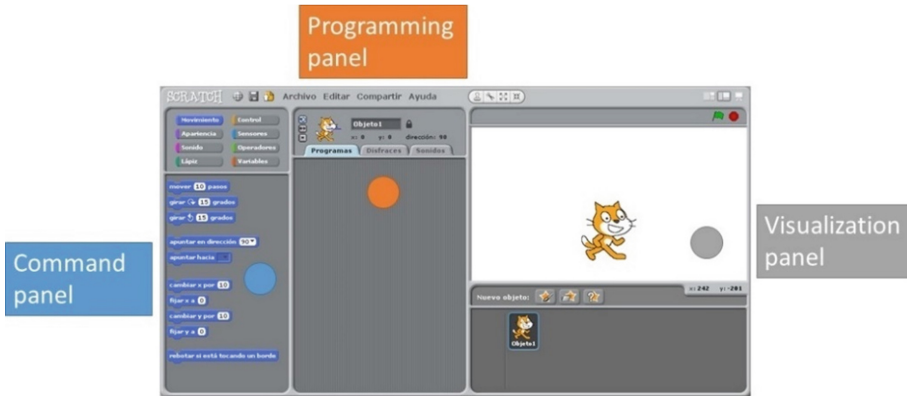 Programming
panel
SCRATCH
Archivo Editar Compartir Ayuda
Movimiento
Control
Apariencia
Sensores
Sonido
Operadores
Lápiz
Variables
Objeto1
x: 0 y: 0 dirección: 90
Programas
Disfraces
Sonidos
mover 10 pasos
girar 15 grados
girar 15 grados
apuntar en dirección 90
apuntar hacia
cambiar x por 10
fijar x a 0
cambiar y por 10
fijar y a 0
rebotar si está tocando un borde
Command
panel
Visualization
panel
x: 242 y: -201
Nuevo objeto:
Objeto1